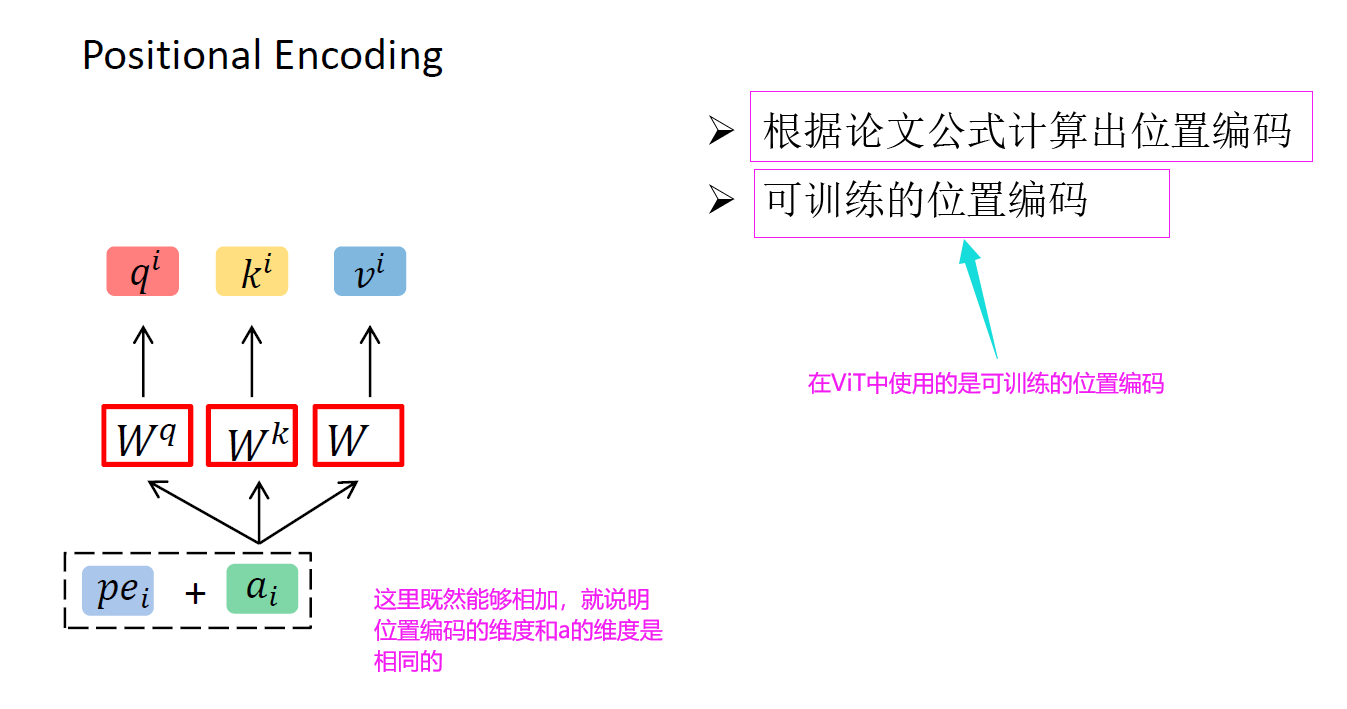 Positional Encoding
➢ 根据论文公式计算出位置编码
➢ 可训练的位置编码
在ViT中使用的是可训练的位置编码
q^i k^i v^i
W^q W^k W
pe_i + a_i
这里既然能够相加，就说明
位置编码的维度和a的维度是
相同的